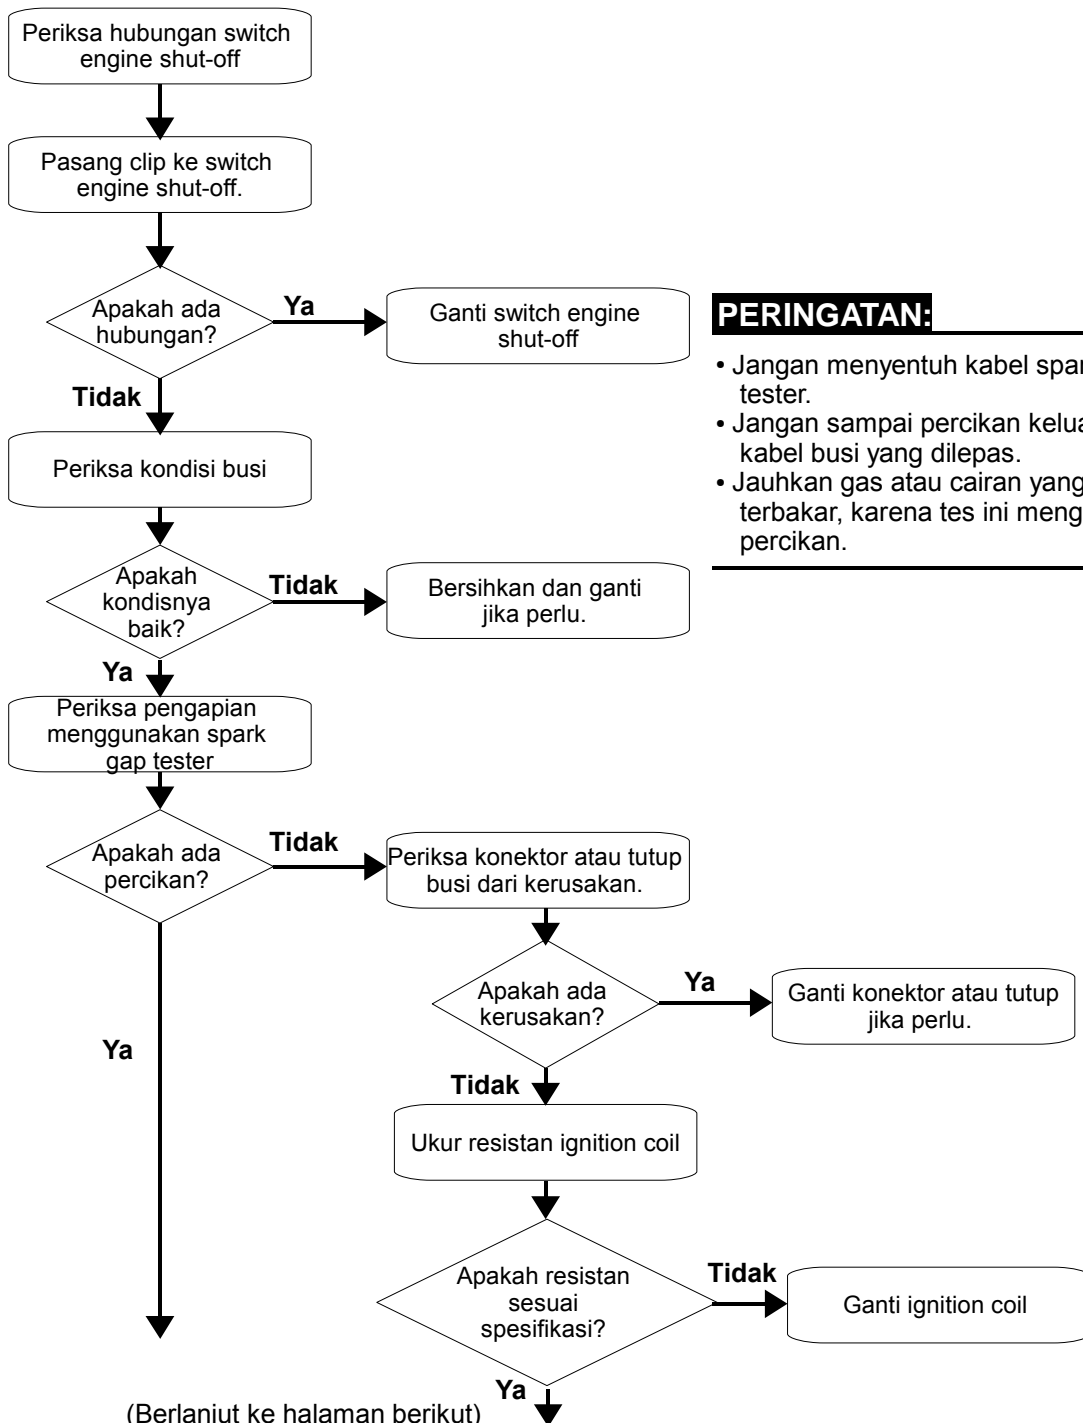 Periksa hubungan switch
engine shut-off
Pasang clip ke switch
engine shut-off.
Apakah ada
hubungan?
Ya
Ganti switch engine
shut-off
PERINGATAN:
• Jangan menyentuh kabel spar
tester.
• Jangan sampai percikan kelua
kabel busi yang dilepas.
• Jauhkan gas atau cairan yang
terbakar, karena tes ini meng
percikan.
Tidak
Periksa kondisi busi
Apakah
kondisnya
baik?
Tidak
Bersihkan dan ganti
jika perlu.
Ya
Periksa pengapian
menggunakan spark
gap tester
Apakah ada
percikan?
Tidak
Periksa konektor atau tutup
busi dari kerusakan.
Apakah ada
kerusakan?
Ya
Ganti konektor atau tutup
jika perlu.
Ya
Tidak
Ukur resistan ignition coil
Apakah resistan
sesuai
spesifikasi?
Tidak
Ganti ignition coil
Ya
(Berlanjut ke halaman berikut)